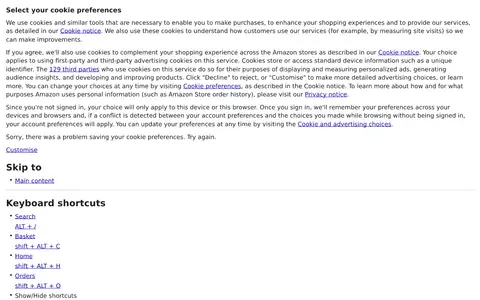 Select your cookie preferences
We use cookies and similar tools that are necessary to enable you to make purchases, to enhance your shopping experiences and to provide our services,
as detailed in our Cookie notice. We also use these cookies to understand how customers use our services (for example, by measuring site visits) so we
can make improvements.
If you agree, we'll also use cookies to complement your shopping experience across the Amazon stores as described in our Cookie notice. Your choice
applies to using first-party and third-party advertising cookies on this service. Cookies store or access standard device information such as a unique
identifier. The 129 third parties who use cookies on this service do so for their purposes of displaying and measuring personalized ads, generating
audience insights, and developing and improving products. Click "Decline" to reject, or "Customise" to make more detailed advertising choices, or learn
more. You can change your choices at any time by visiting Cookie preferences, as described in the Cookie notice. To learn more about how and for what
purposes Amazon uses personal information (such as Amazon Store order history), please visit our Privacy notice.
Since you're not signed in, your choice will only apply to this device or this browser. Once you sign in, we'll remember your preferences across your
devices and browsers and, if a conflict is detected between your account preferences and the choices you made while browsing without being signed in,
your account preferences will apply. You can update your preferences at any time by visiting the Cookie and advertising choices.
Sorry, there was a problem saving your cookie preferences. Try again.
Customise
Skip to
Main content
Keyboard shortcuts
Search
ALT + /
Basket
shift + ALT + C
Home
shift + ALT + H
Orders
shift + ALT + O
Show/Hide shortcuts